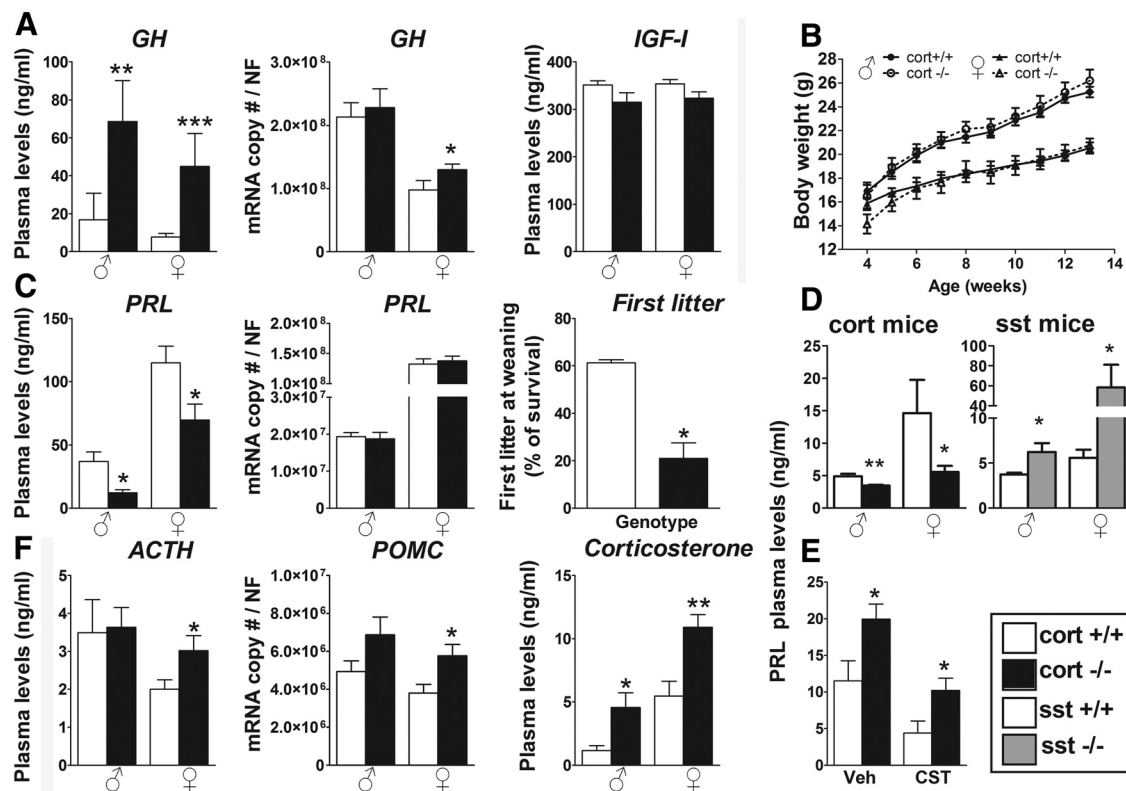 A
GH
Plasma levels (ng/ml)
100
80
60
40
20
0
**
***
♂
♀
GH
mRNA copy # / NF
3.0×10⁸
2.0×10⁸
1.0×10⁸
0
*
♂
♀
IGF-I
Plasma levels (ng/ml)
400
300
200
100
0
♂
♀
B
Body weight (g)
28
26
24
22
20
18
16
14
12
♂ cort+/+
cort -/-
♀ cort+/+
cort -/-
4 6 8 10 12 14
Age (weeks)
C
PRL
Plasma levels (ng/ml)
150
100
50
0
*
*
♂
♀
PRL
mRNA copy # / NF
2.0×10⁸
1.5×10⁸
1.0×10⁸
3.0×10⁷
2.0×10⁷
1.0×10⁷
0
♂
♀
First litter
First litter at weaning
(% of survival)
80
60
40
20
0
*
Genotype
D
cort mice
25
20
15
10
5
0
**
*
♂
♀
sst mice
100
80
60
40
10
5
0
*
*
♂
♀
PRL plasma levels (ng/ml)
E
25
20
15
10
5
0
*
*
Veh CST
F
ACTH
Plasma levels (ng/ml)
5
4
3
2
1
0
*
♂
♀
POMC
mRNA copy # / NF
1.0×10⁷
8.0×10⁶
6.0×10⁶
4.0×10⁶
2.0×10⁶
0
*
♂
♀
Corticosterone
Plasma levels (ng/ml)
15
10
5
0
*
**
♂
♀
cort +/+
cort -/-
sst +/+
sst -/-